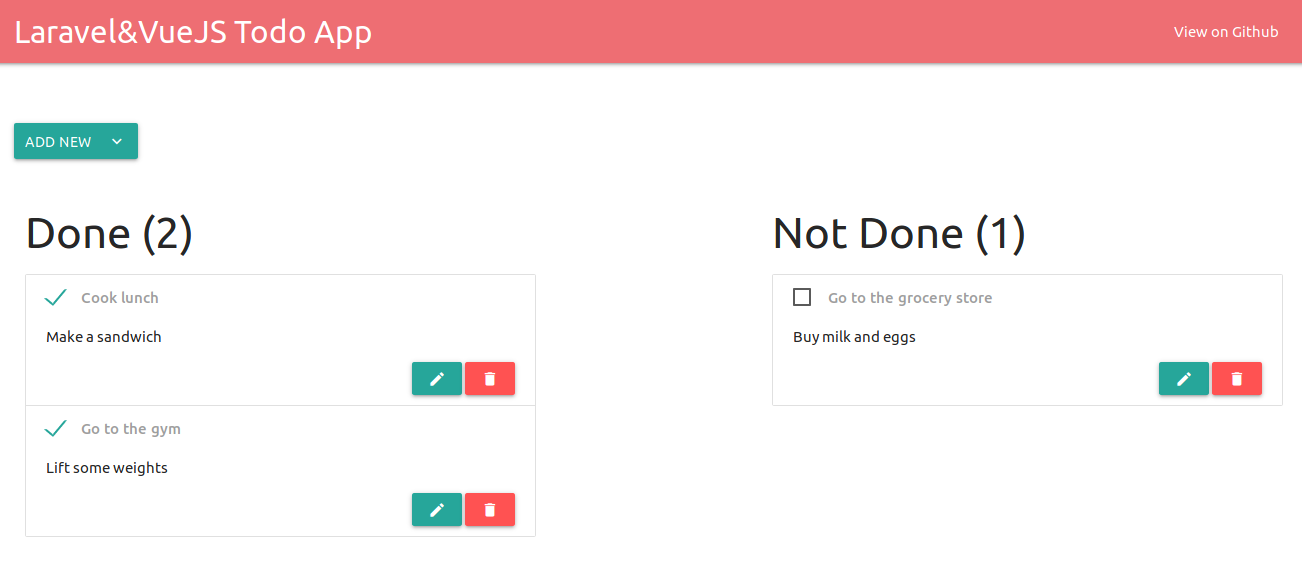 Laravel&VueJS Todo App
View on Github
ADD NEW
Done (2)
Cook lunch
Make a sandwich
Go to the gym
Lift some weights
Not Done (1)
Go to the grocery store
Buy milk and eggs